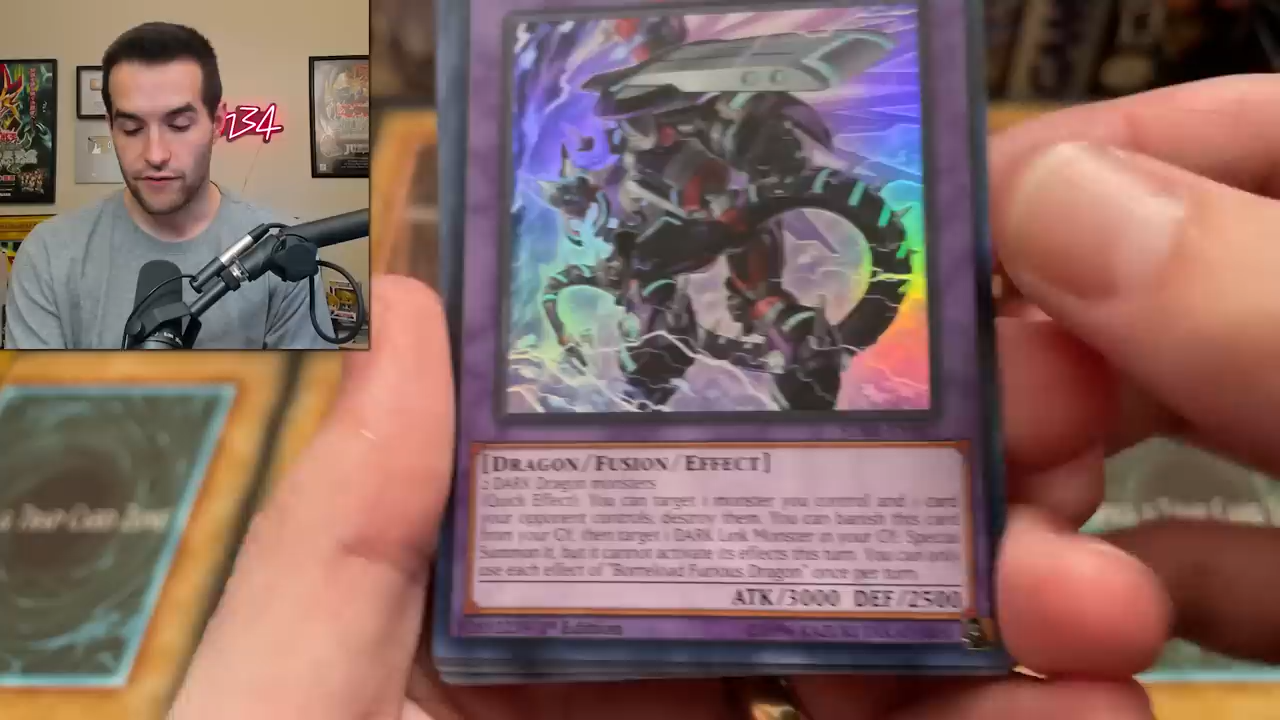 234
[DRAGON/FUSION/EFFECT]
2 DARK Dragon monsters
(Quick Effect): You can target 1 monster you control and 1 card
your opponent controls; destroy them. You can banish this card
from your GY, then target 1 DARK Link Monster in your GY; Special
Summon it, but it cannot activate its effects this turn. You can only
use each effect of "Borreload Furious Dragon" once per turn.
ATK/3000 DEF/2500
1st Edition